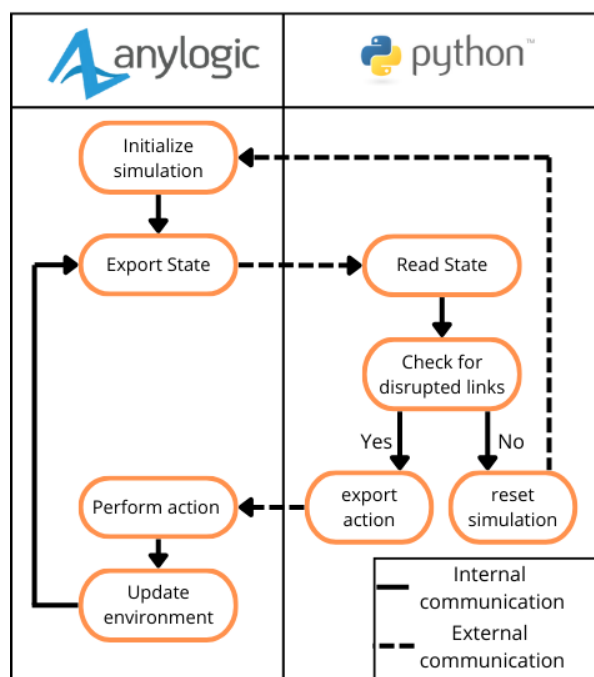 anylogic
python™
Initialize
simulation
Export State
Read State
Check for
disrupted links
Yes
No
Perform action
export
action
reset
simulation
Update
environment
Internal
communication
External
communication